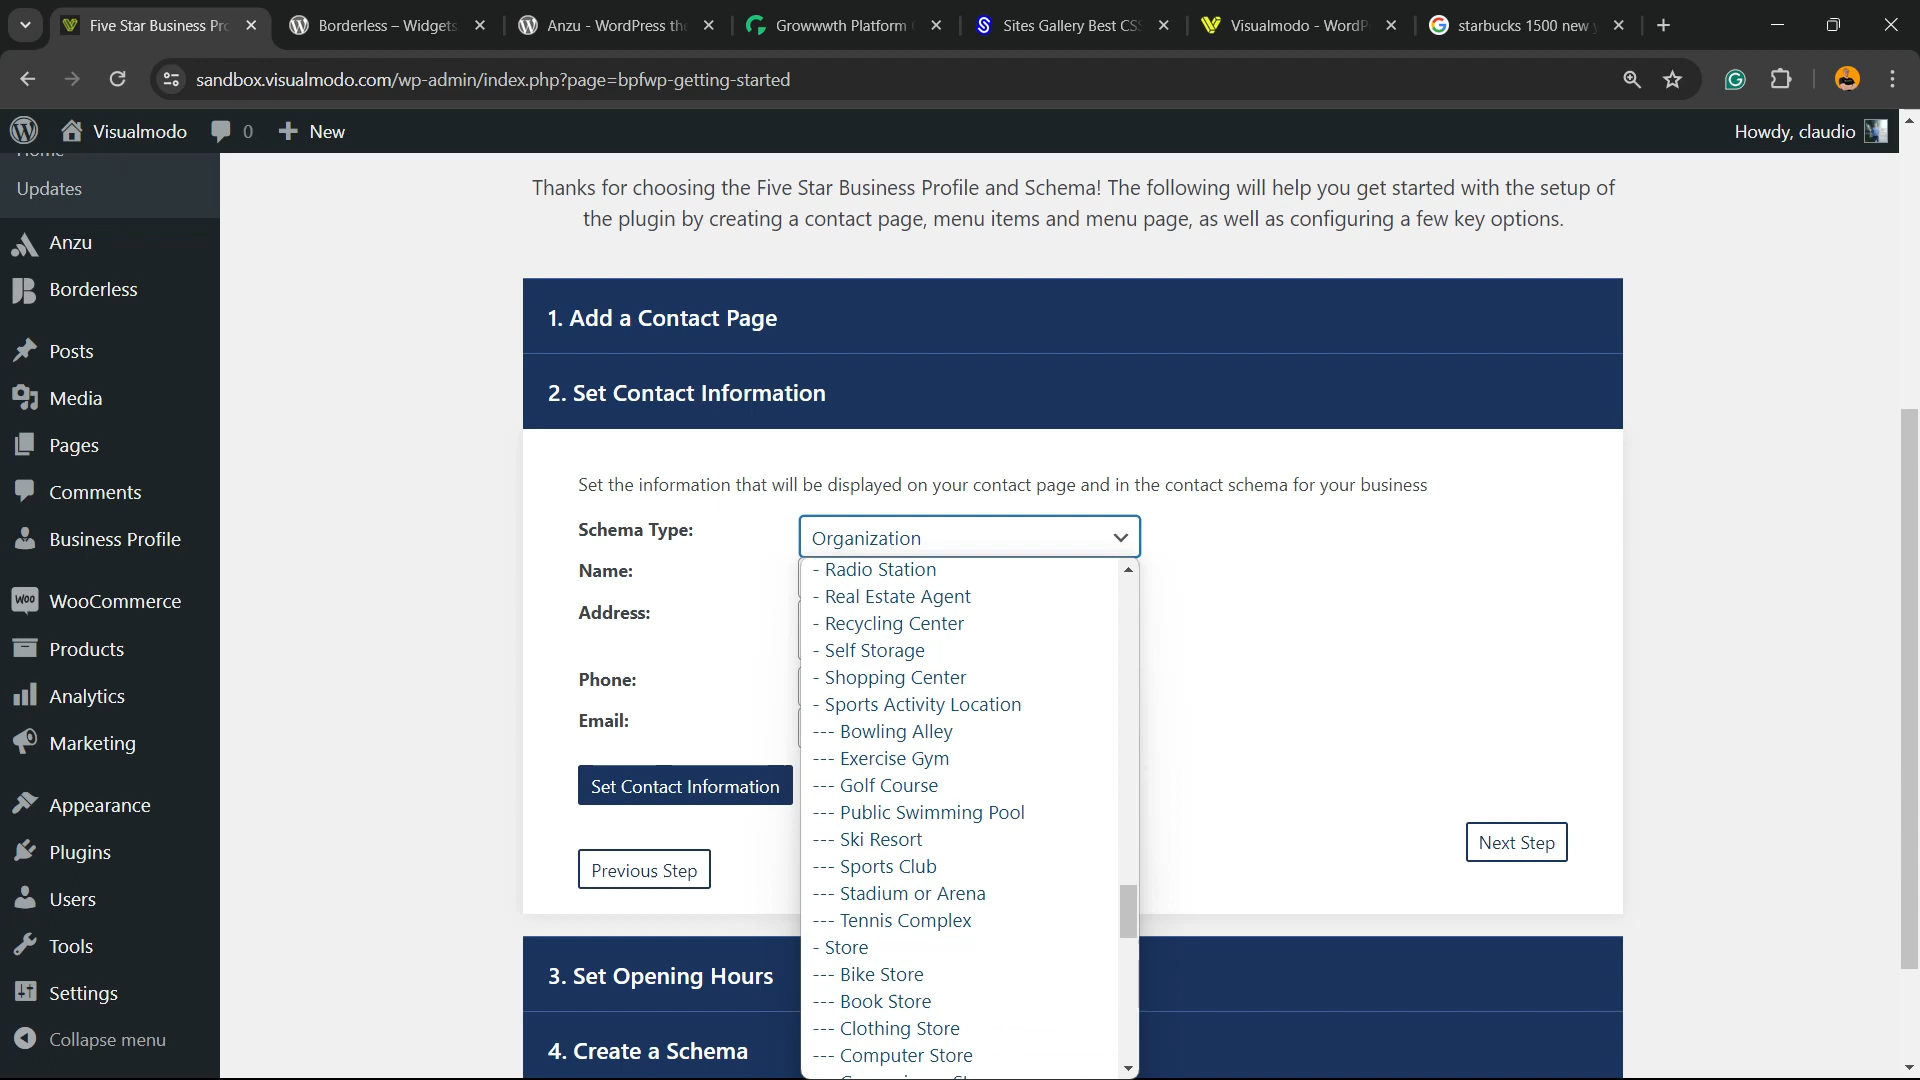 Five Star Business Pr
Borderless – Widgets
Anzu - WordPress th
Growwwth Platform
Sites Gallery Best CS
Visualmodo - WordP
starbucks 1500 new
sandbox.visualmodo.com/wp-admin/index.php?page=bpfwp-getting-started
Visualmodo
0
New
Howdy, claudio
Home
Updates
Anzu
Borderless
Posts
Media
Pages
Comments
Business Profile
WooCommerce
Products
Analytics
Marketing
Appearance
Plugins
Users
Tools
Settings
Collapse menu
Thanks for choosing the Five Star Business Profile and Schema! The following will help you get started with the setup of
the plugin by creating a contact page, menu items and menu page, as well as configuring a few key options.
1. Add a Contact Page
2. Set Contact Information
Set the information that will be displayed on your contact page and in the contact schema for your business
Schema Type:
Organization
Name:
Address:
Phone:
Email:
- Radio Station
- Real Estate Agent
- Recycling Center
- Self Storage
- Shopping Center
- Sports Activity Location
--- Bowling Alley
--- Exercise Gym
--- Golf Course
--- Public Swimming Pool
--- Ski Resort
--- Sports Club
--- Stadium or Arena
--- Tennis Complex
- Store
--- Bike Store
--- Book Store
--- Clothing Store
--- Computer Store
Set Contact Information
Previous Step
Next Step
3. Set Opening Hours
4. Create a Schema